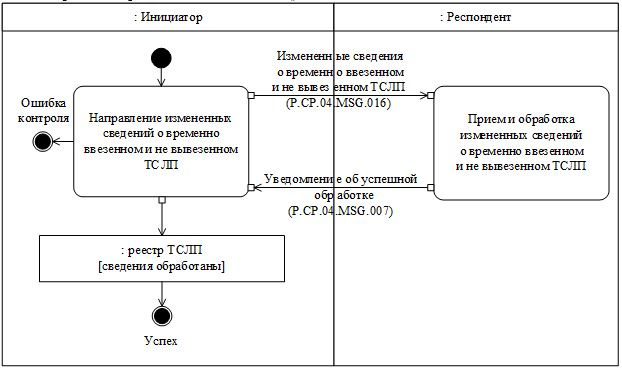 : Инициатор
: Респондент
Измененные сведения
о временно ввезенном
и не вывезенном ТСЛП
(P.CP.04.MSG.016)
Ошибка
контроля
Направление измененных
сведений о временно
ввезенном и не вывезенном
ТСЛП
Прием и обработка
измененных сведений
о временно ввезенном
и не вывезенном ТСЛП
Уведомление об успешной
обработке
(P.CP.04.MSG.007)
: реестр ТСЛП
[сведения обработаны]
Успех